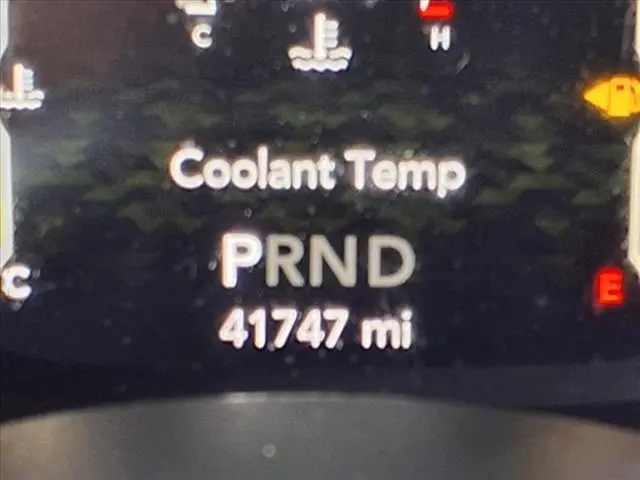 C H
Coolant Temp
PRND
C E
41747 mi